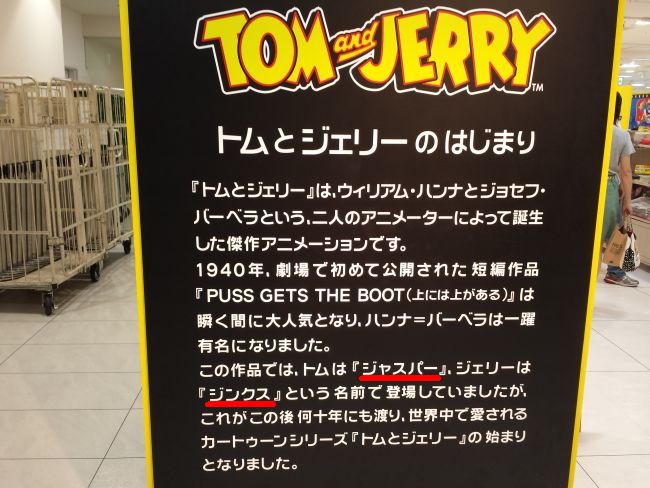 TOM and JERRY TM
トムとジェリーのはじまり
『トムとジェリー』は、ウィリアム・ハンナとジョセフ・
バーベラという、二人のアニメーターによって誕生
した傑作アニメーションです。
1940年、劇場で初めて公開された短編作品
『PUSS GETS THE BOOT(上には上がある)』は
瞬く間に大人気となり、ハンナ=バーベラは一躍
有名になりました。
この作品では、トムは『ジャスパー』、ジェリーは
『ジンクス』という名前で登場していましたが、
これがこの後何十年にも渡り、世界中で愛される
カートゥーンシリーズ『トムとジェリー』の始まり
となりました。